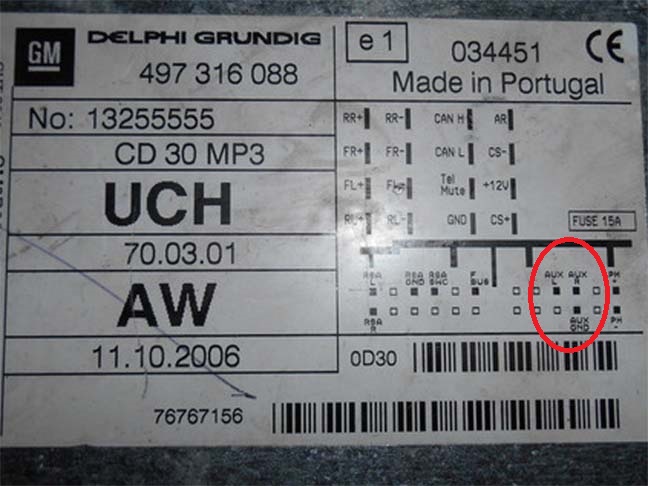 GM DELPHI GRUNDIG
497 316 088
No: 13255555
CD 30 MP3
UCH
70.03.01
AW
11.10.2006
76767156
e 1 034451 CE
Made in Portugal
RR+ RR- CAN H AR
FR+ FR- CAN L CS-
FL+ FL- Tel Mute +12V
RL+ RL- GND CS+
FUSE 15A
RSA L RSA GND RSA SWC F BUS AUX L AUX R PH -
RSA R AUX GND PH
0D30